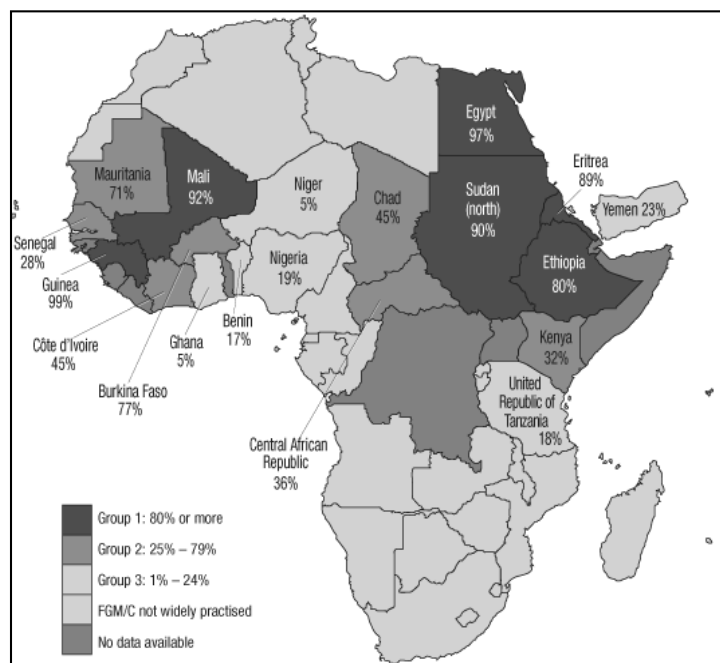 Egypt
97%
Eritrea
89%
Mauritania
71%
Mali
92%
Niger
5%
Chad
45%
Sudan
(north)
90%
Yemen 23%
Senegal
28%
Guinea
99%
Nigeria
19%
Ethiopia
80%
Côte d'Ivoire
45%
Ghana
5%
Benin
17%
Kenya
32%
Burkina Faso
77%
United
Republic of
Tanzania
18%
Central African
Republic
36%
Group 1: 80% or more
Group 2: 25% – 79%
Group 3: 1% – 24%
FGM/C not widely practised
No data available